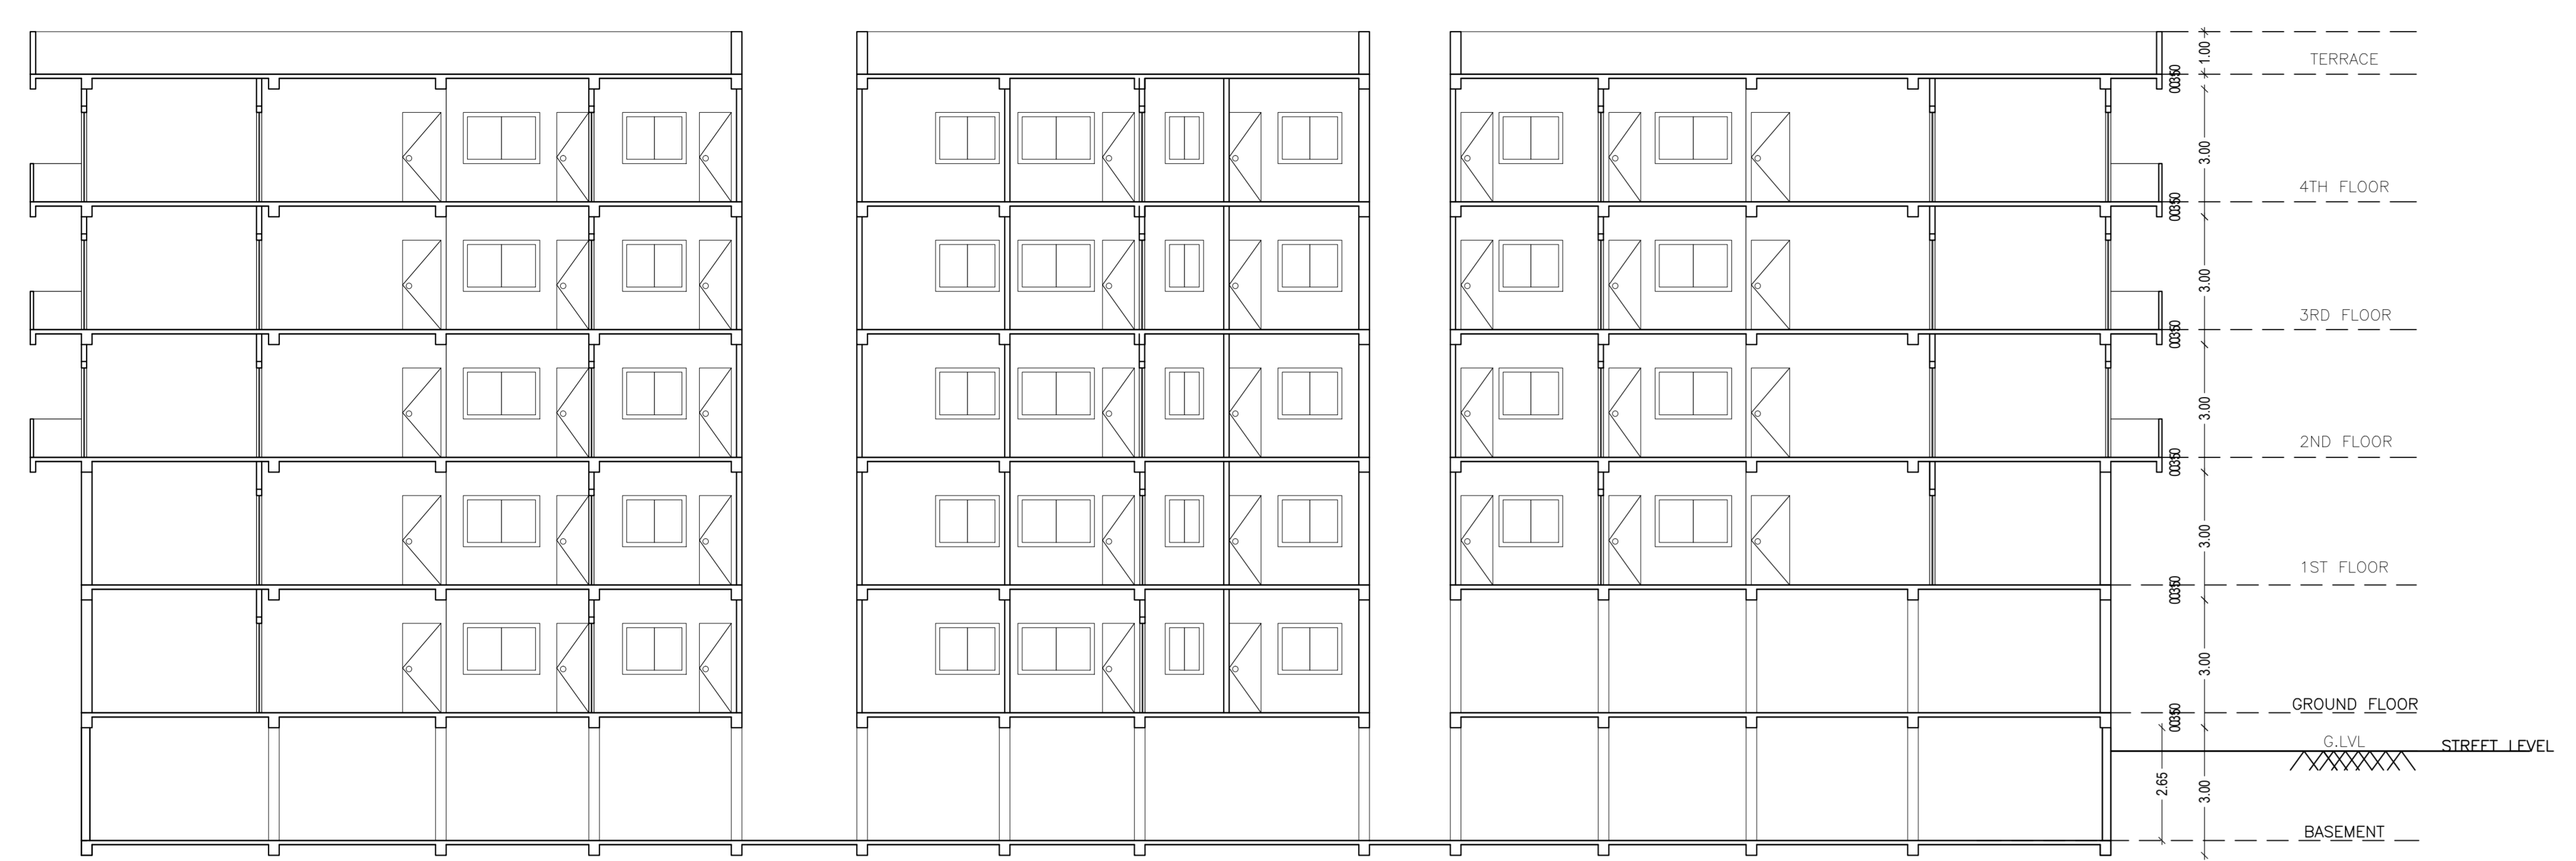 1.00
TERRACE
3.00
4TH FLOOR
3.00
3RD FLOOR
3.00
2ND FLOOR
3.00
1ST FLOOR
3.00
GROUND FLOOR
G.LVL
STREET LEVEL
2.65
3.00
BASEMENT